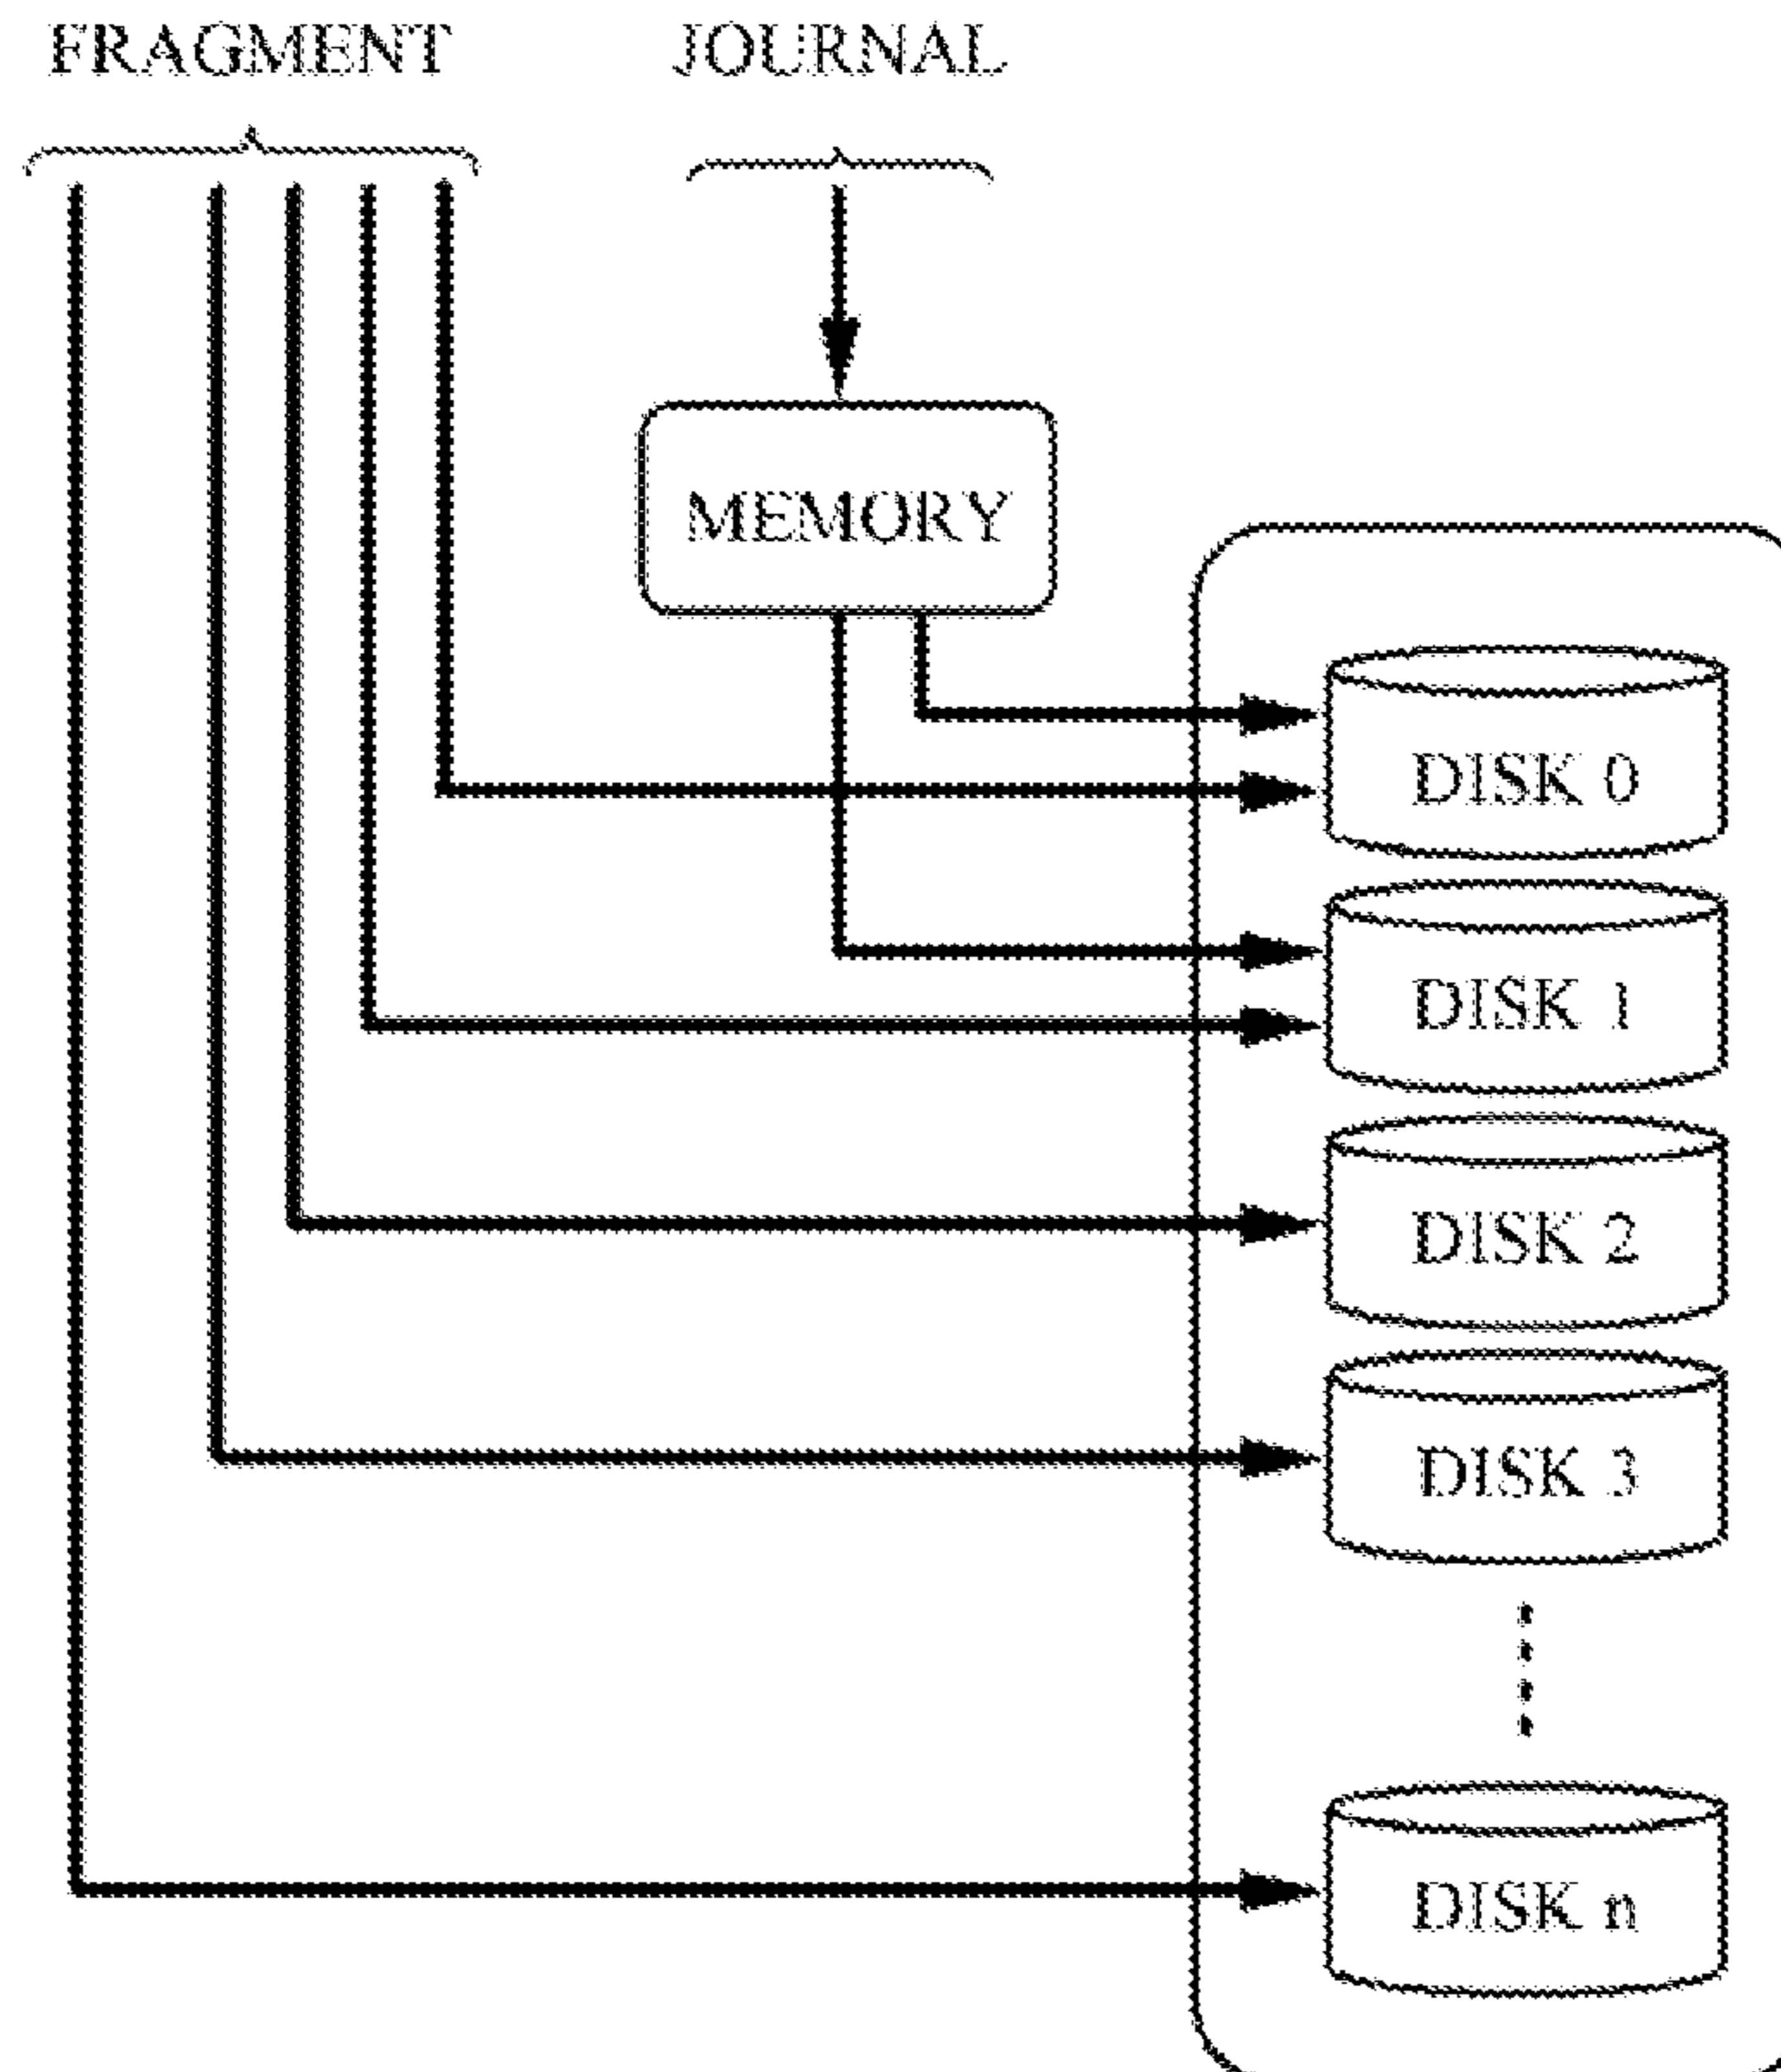 FRAGMENT JOURNAL
MEMORY
DISK 0
DISK 1
DISK 2
DISK 3
DISK n